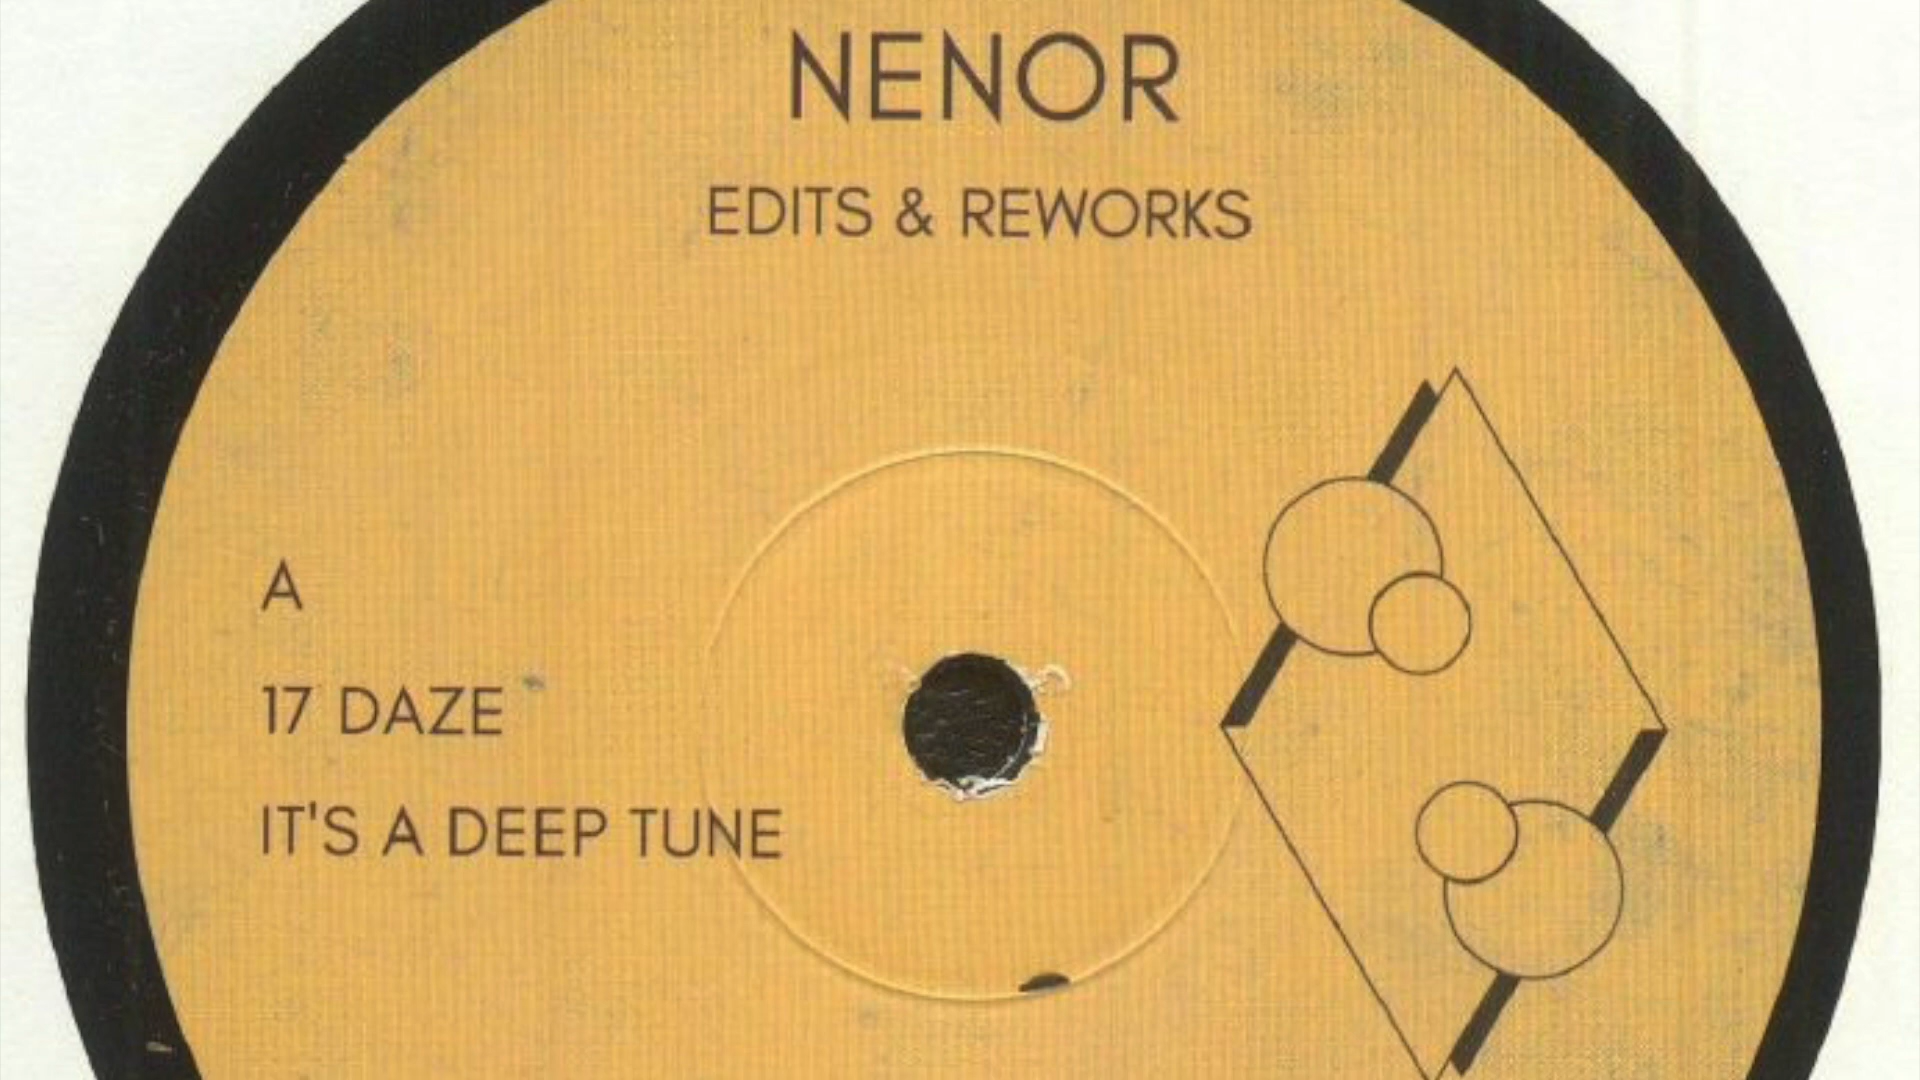 NENOR
EDITS & REWORKS
A
17 DAZE
IT'S A DEEP TUNE